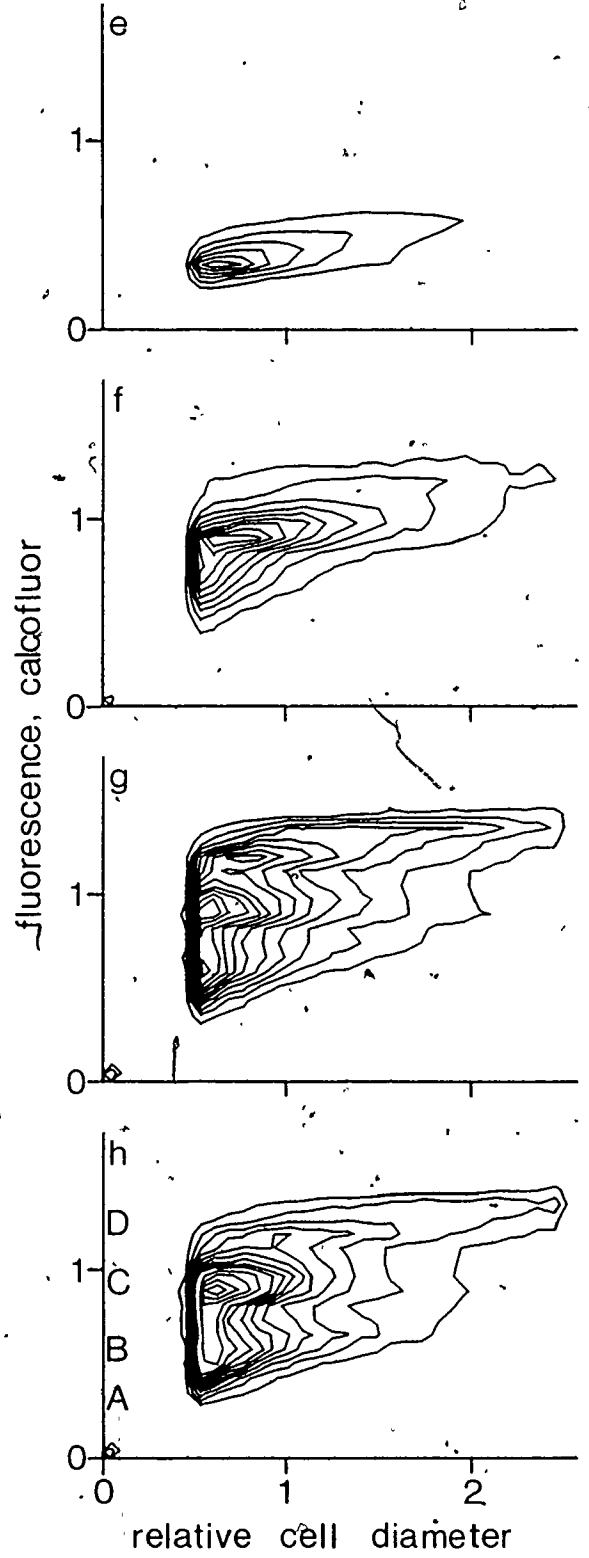 e
1
0
f
1
0
fluorescence, calcofluor
g
1
0
h
D
1
C
B
A
0
0 1 2
relative cell diameter